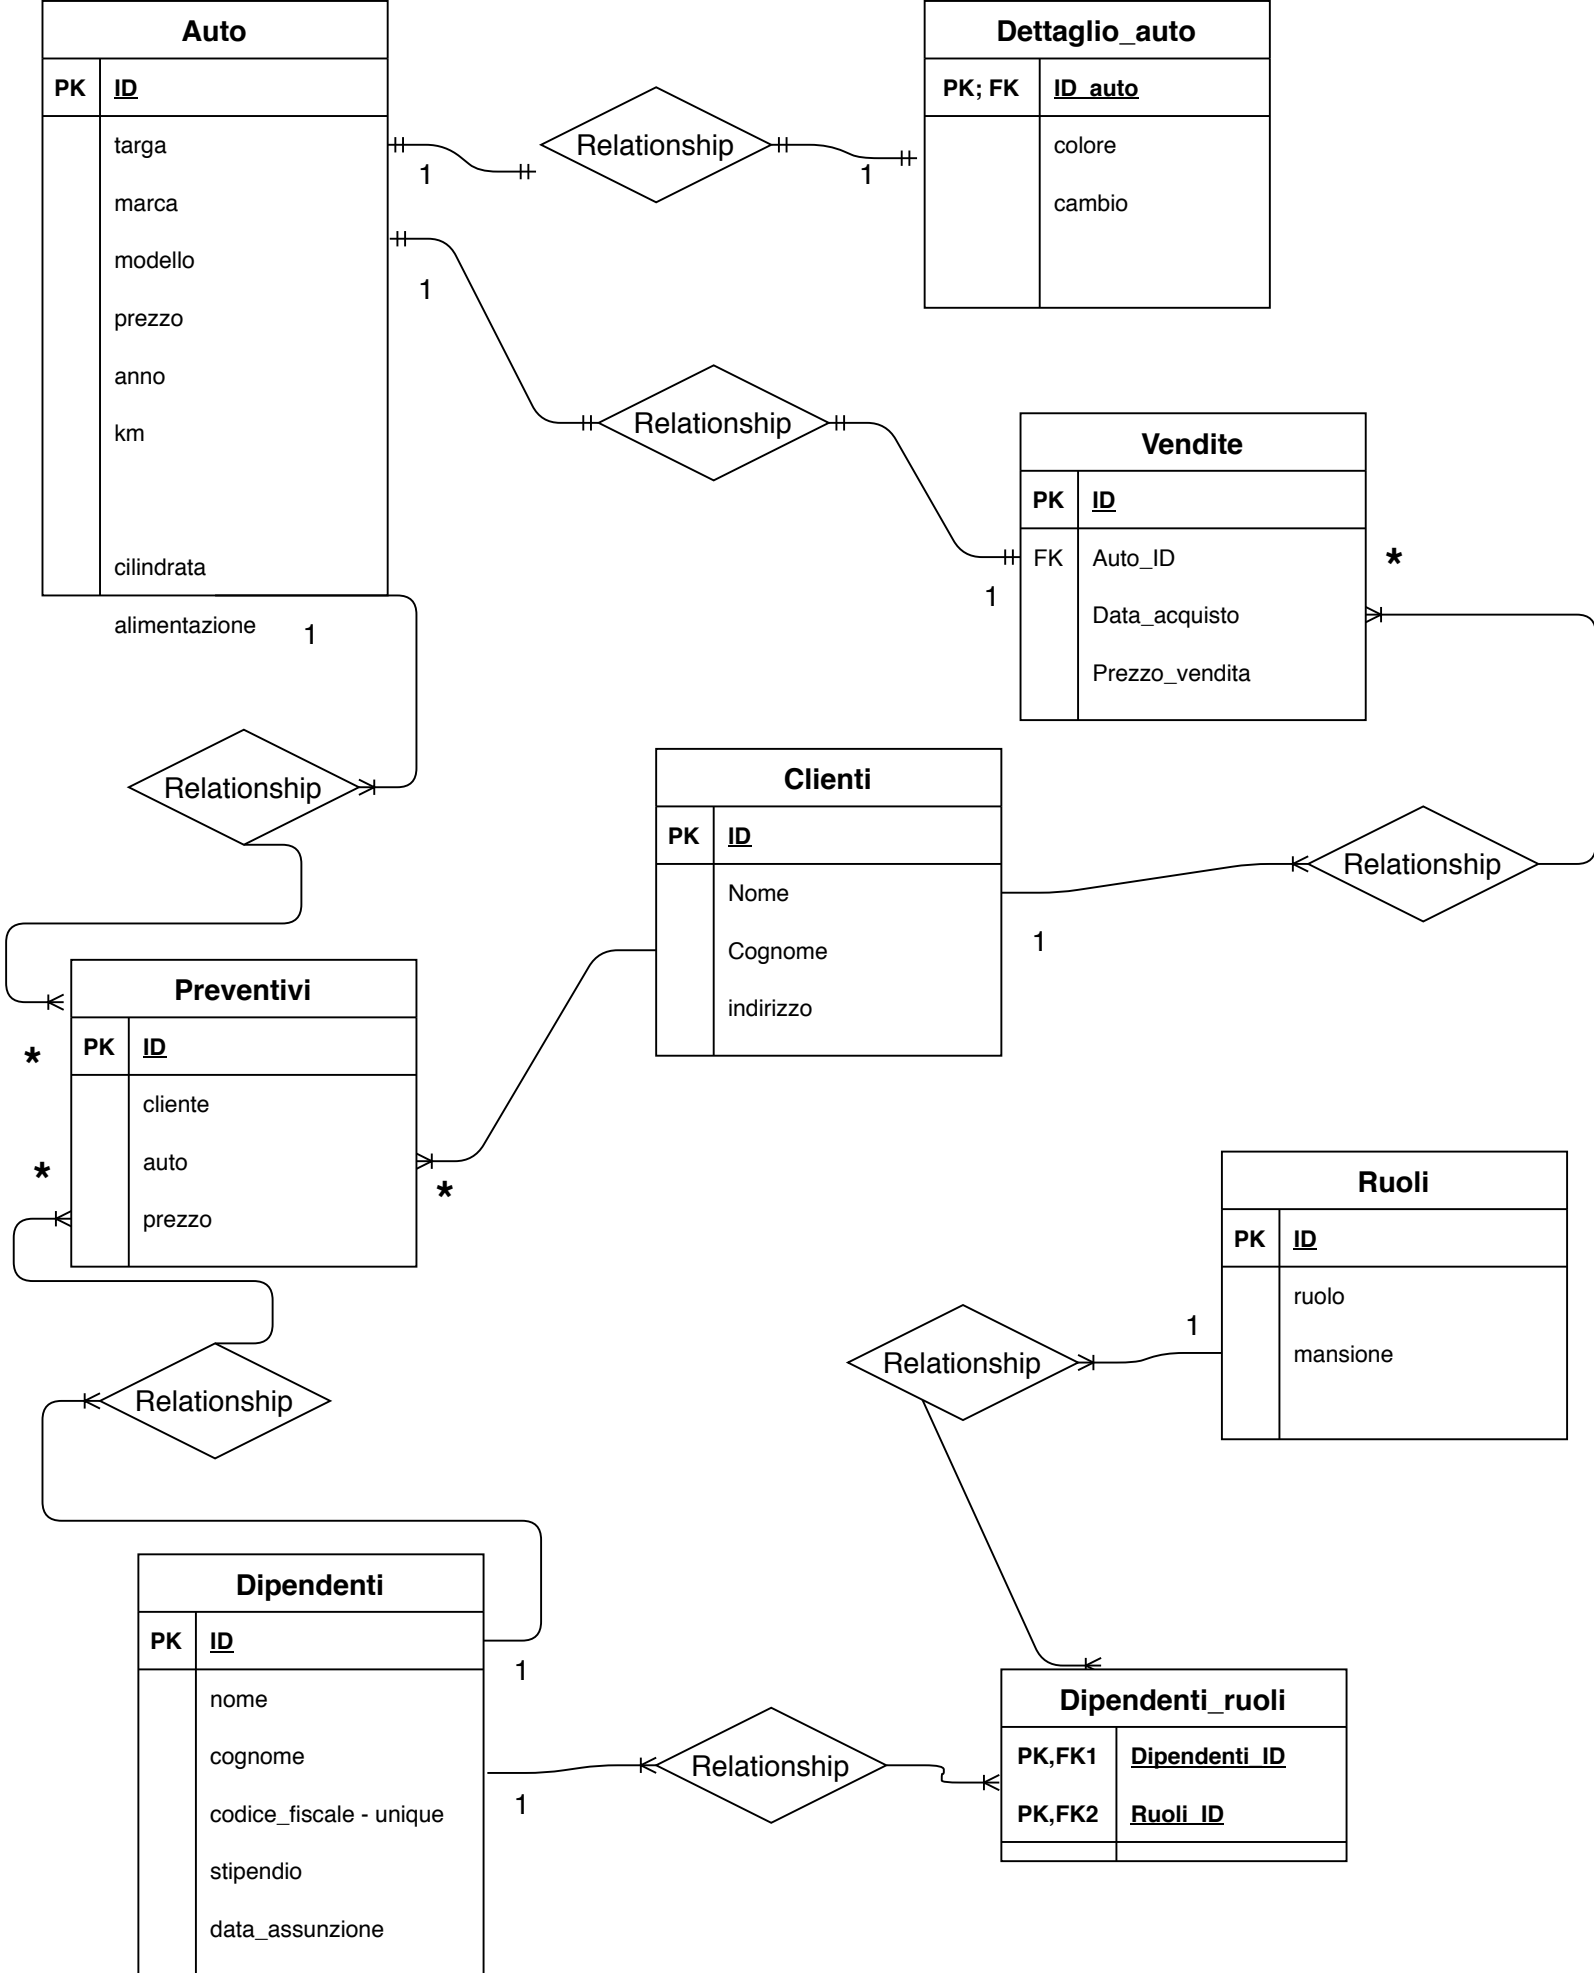 Auto
PK ID
targa
marca
modello
prezzo
anno
km
cilindrata
alimentazione
1
1
1
Relationship
1
Dettaglio_auto
PK; FK ID_auto
colore
cambio
Relationship
1
Vendite
PK ID
FK Auto_ID
Data_acquisto
Prezzo_vendita
*
Relationship
Clienti
PK ID
Nome
Cognome
indirizzo
1
Relationship
Preventivi
PK ID
cliente
auto
prezzo
*
*
*
Relationship
Ruoli
PK ID
ruolo
mansione
1
Relationship
Dipendenti
PK ID
nome
cognome
codice_fiscale - unique
stipendio
data_assunzione
1
1
Relationship
Dipendenti_ruoli
PK,FK1 Dipendenti_ID
PK,FK2 Ruoli_ID